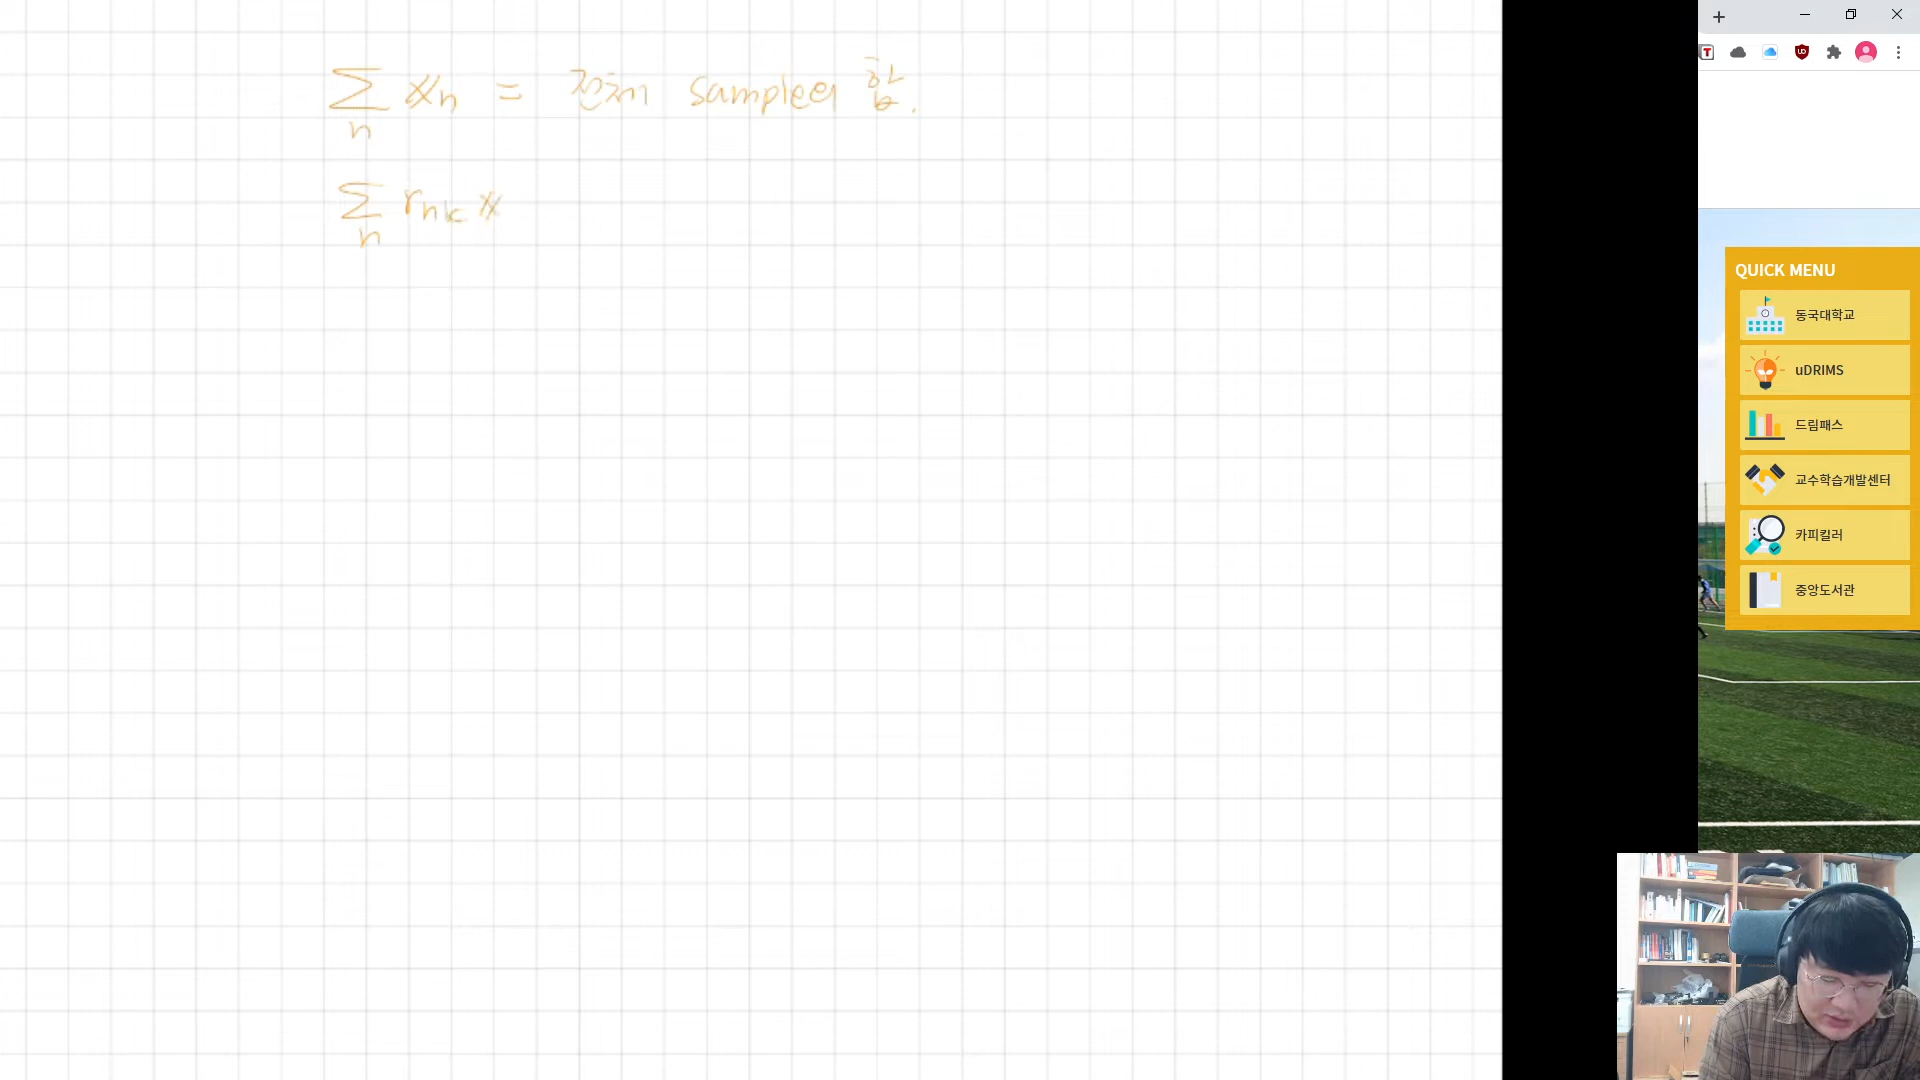 ∑ₙ xₙ = 전체 sample의 합.
∑ₙ rₙₖ x
QUICK MENU
동국대학교
uDRIMS
드림패스
교수학습개발센터
카피킬러
중앙도서관